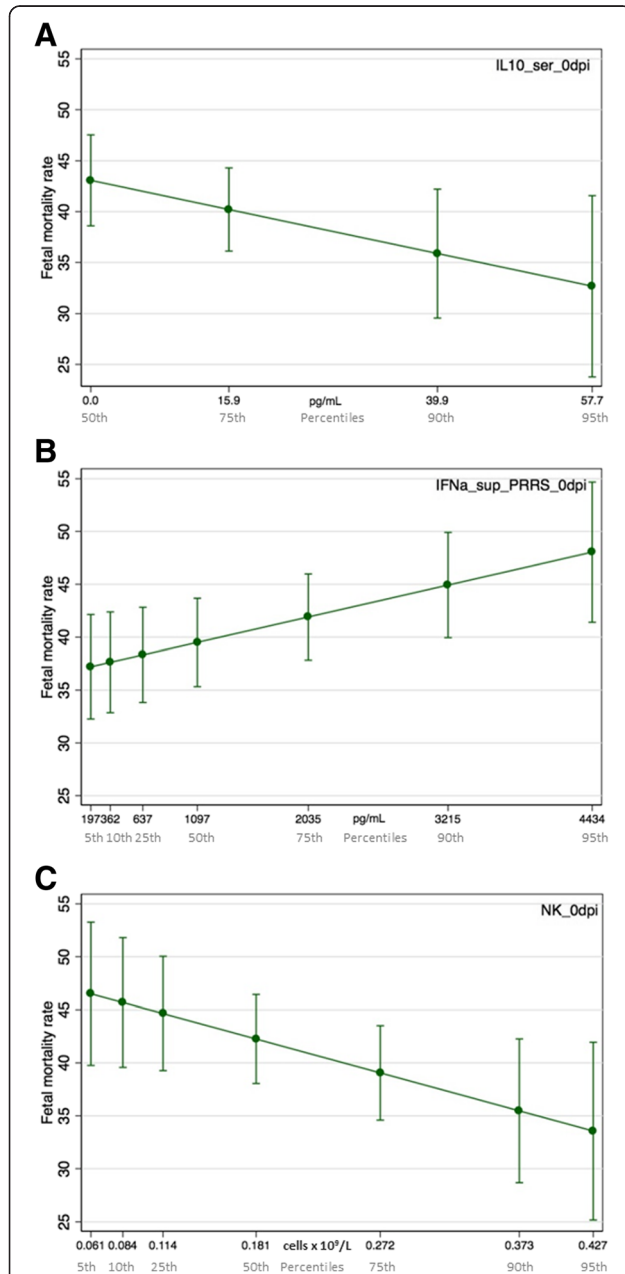 A
IL10_ser_0dpi
Fetal mortality rate
55
50
45
40
35
30
25
0.0 15.9 pg/mL 39.9 57.7
50th 75th Percentiles 90th 95th
B
IFNa_sup_PRRS_0dpi
Fetal mortality rate
55
50
45
40
35
30
25
197362 637 1097 2035 pg/mL 3215 4434
5th 10th 25th 50th 75th Percentiles 90th 95th
C
NK_0dpi
Fetal mortality rate
55
50
45
40
35
30
25
0.061 0.084 0.114 0.181 cells x 10⁹/L 0.272 0.373 0.427
5th 10th 25th 50th Percentiles 75th 90th 95th